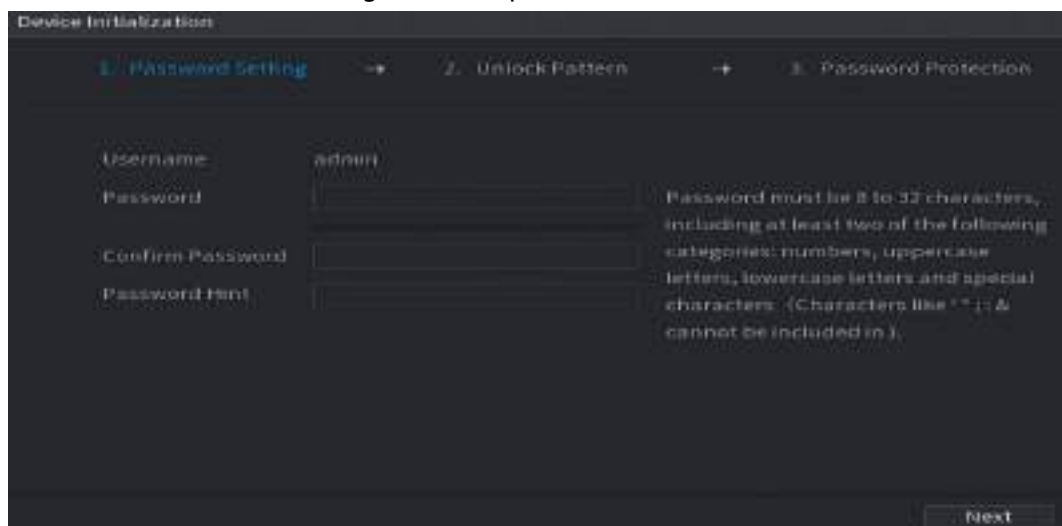 Device Initialization
1. Password Setting → 2. Unlock Pattern → 3. Password Protection
Username admin
Password
Password must be 8 to 32 characters,
including at least two of the following
Confirm Password
categories: numbers, uppercase
letters, lowercase letters and special
Password Hint
characters (Characters like ' " ; : &
cannot be included in ).
Next